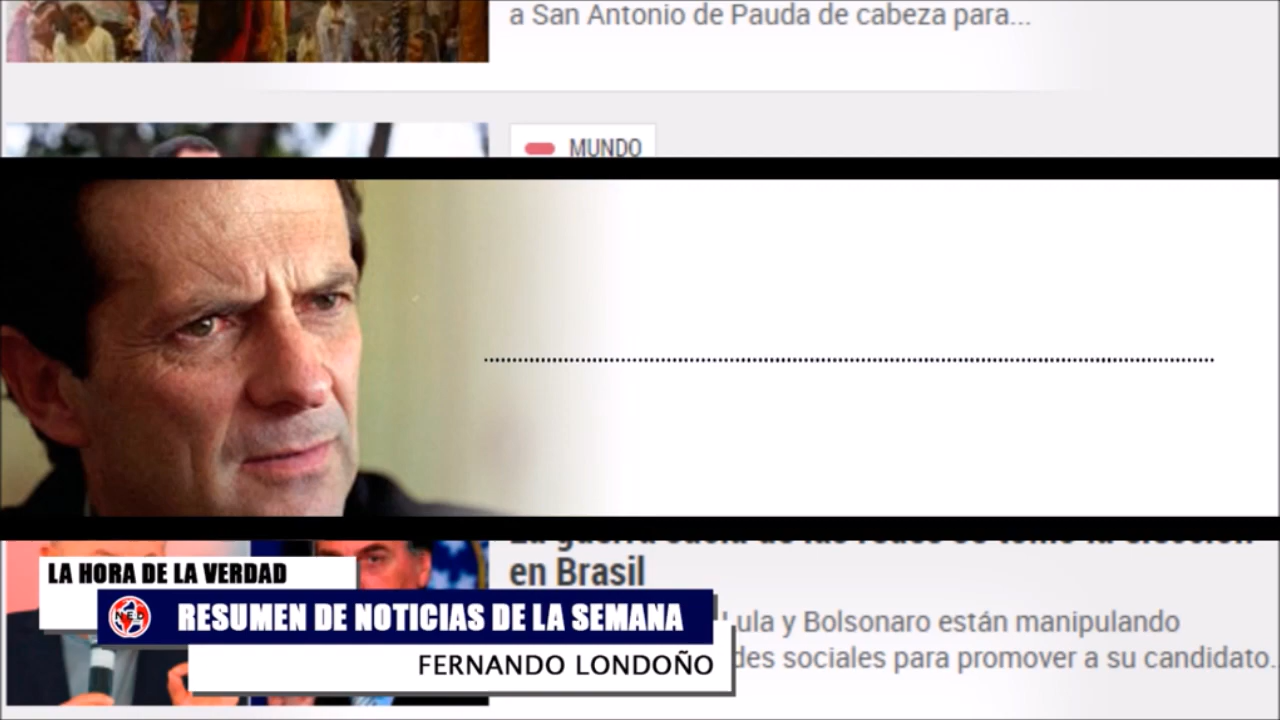 a San Antonio de Pauda de cabeza para...
MUNDO
en Brasil
Lula y Bolsonaro están manipulando
des sociales para promover a su candidato.
LA HORA DE LA VERDAD
RESUMEN DE NOTICIAS DE LA SEMANA
FERNANDO LONDOÑO